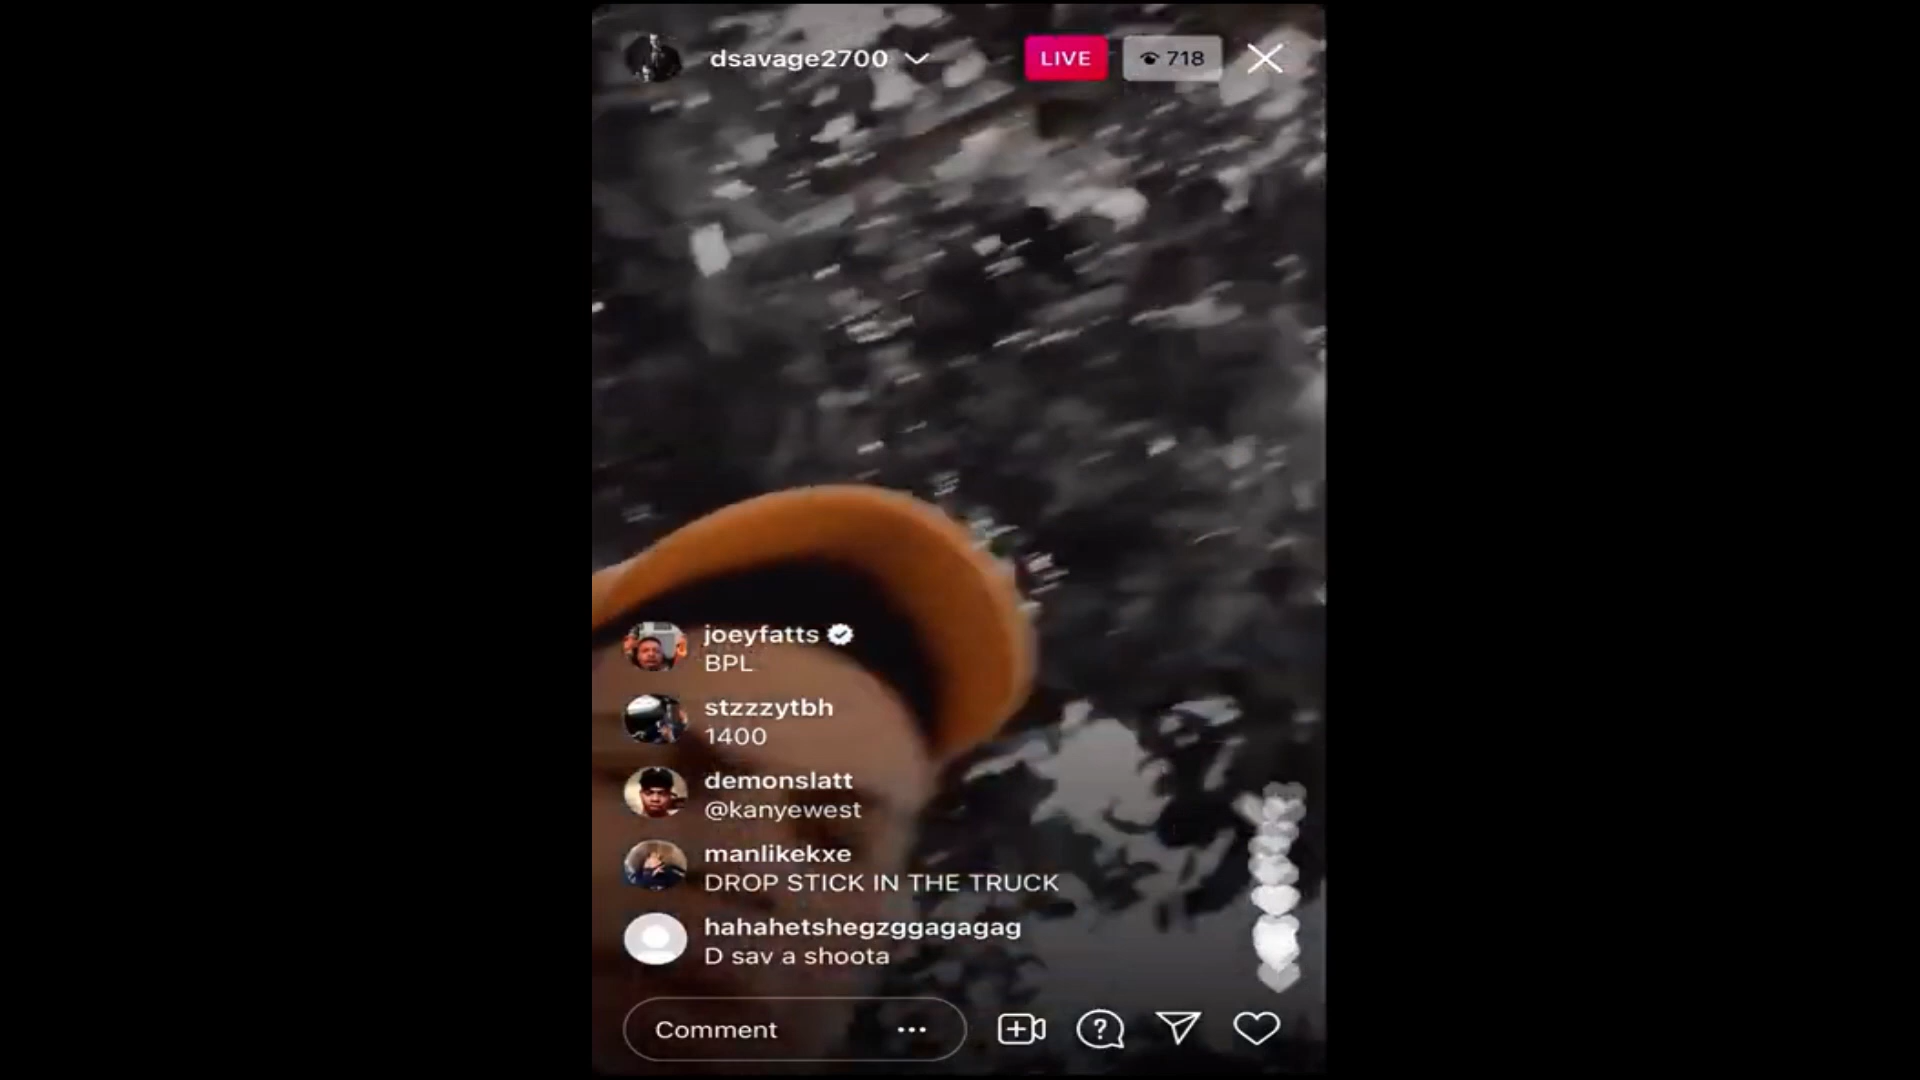 dsavage2700
LIVE
718
joeyfatts
BPL
stzzzytbh
1400
demonslatt
@kanyewest
manlikekxe
DROP STICK IN THE TRUCK
hahahetshegzggagagag
D sav a shoota
Comment